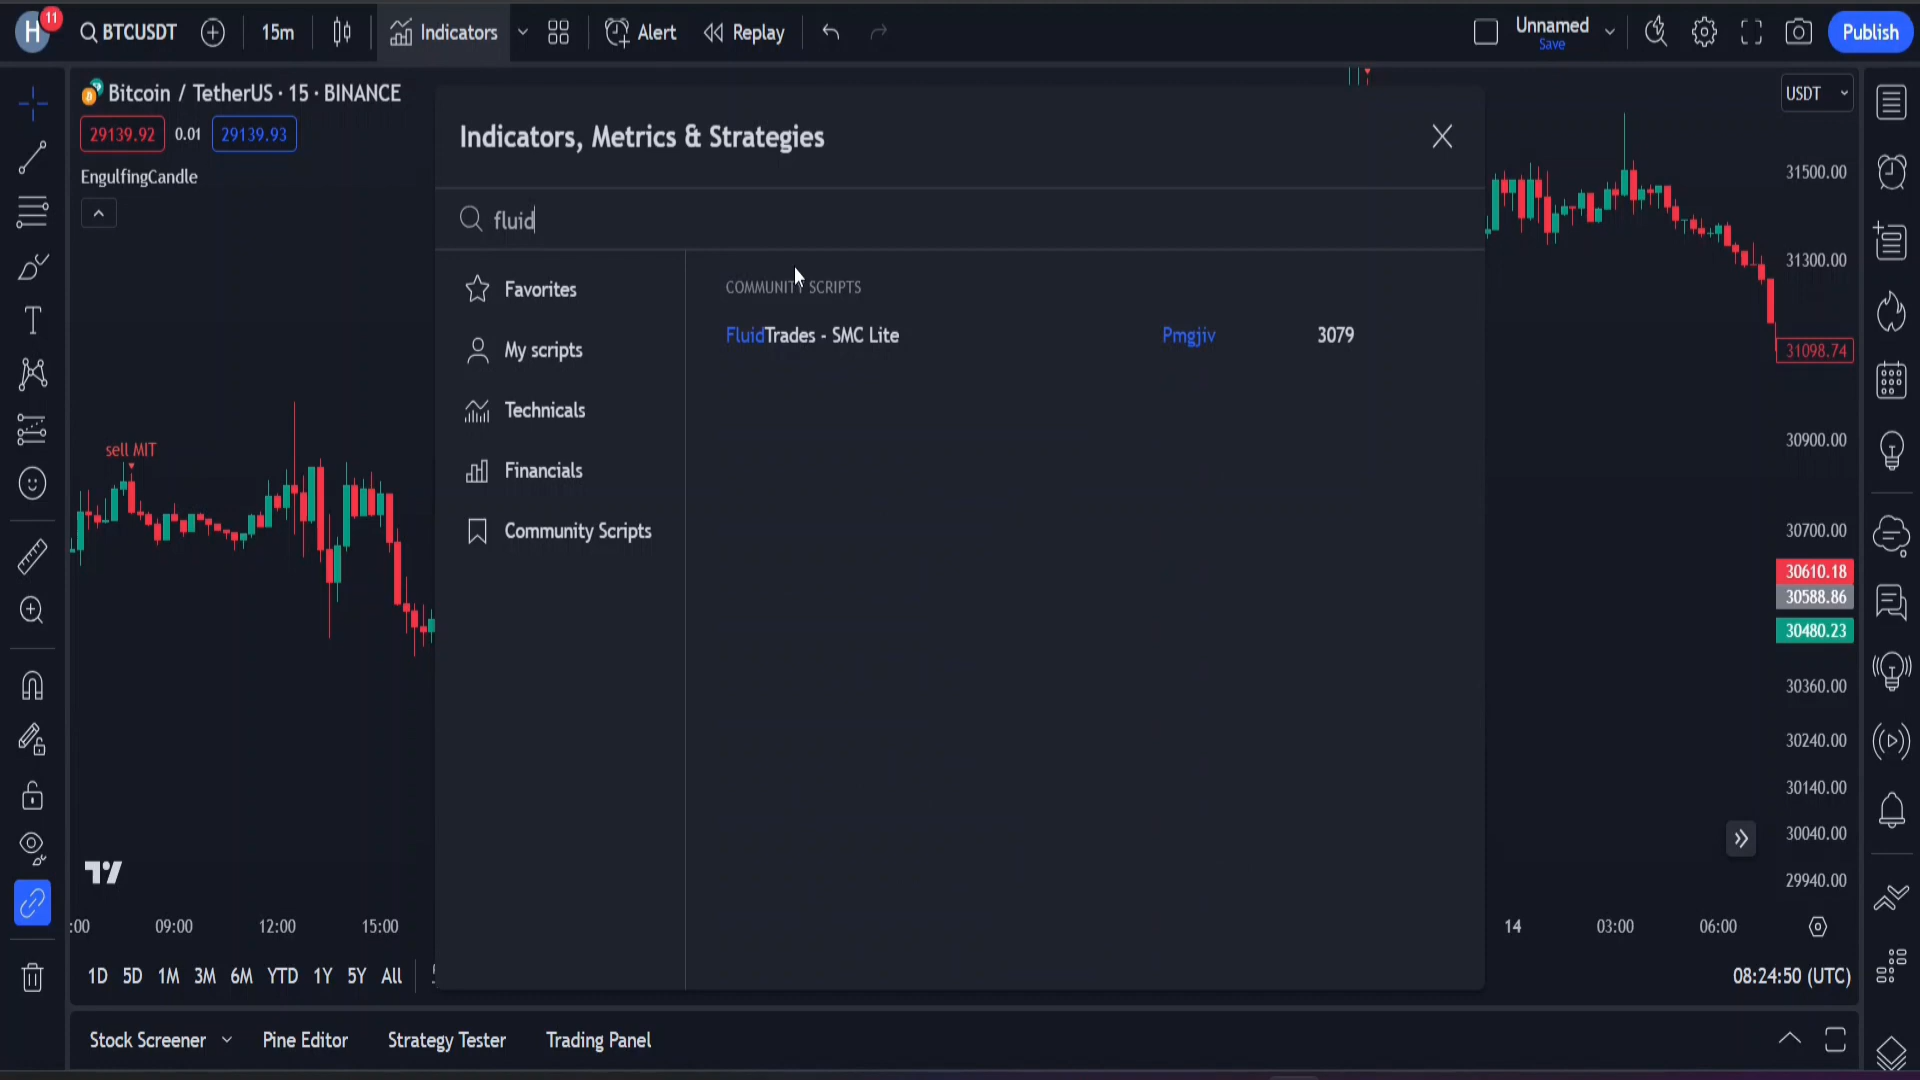 H
11
BTCUSDT
15m
Indicators
Alert
Replay
Unnamed
Save
Publish
Bitcoin / TetherUS · 15 · BINANCE
USDT
29139.92
0.01
29139.93
EngulfingCandle
Indicators, Metrics & Strategies
fluid
Favorites
My scripts
Technicals
Financials
Community Scripts
COMMUNITY SCRIPTS
FluidTrades - SMC Lite
Pmgjiv
3079
sell MIT
31500.00
31300.00
31098.74
30900.00
30700.00
30610.18
30588.86
30480.23
30360.00
30240.00
30140.00
30040.00
29940.00
:00
09:00
12:00
15:00
14
03:00
06:00
1D
5D
1M
3M
6M
YTD
1Y
5Y
All
08:24:50 (UTC)
Stock Screener
Pine Editor
Strategy Tester
Trading Panel